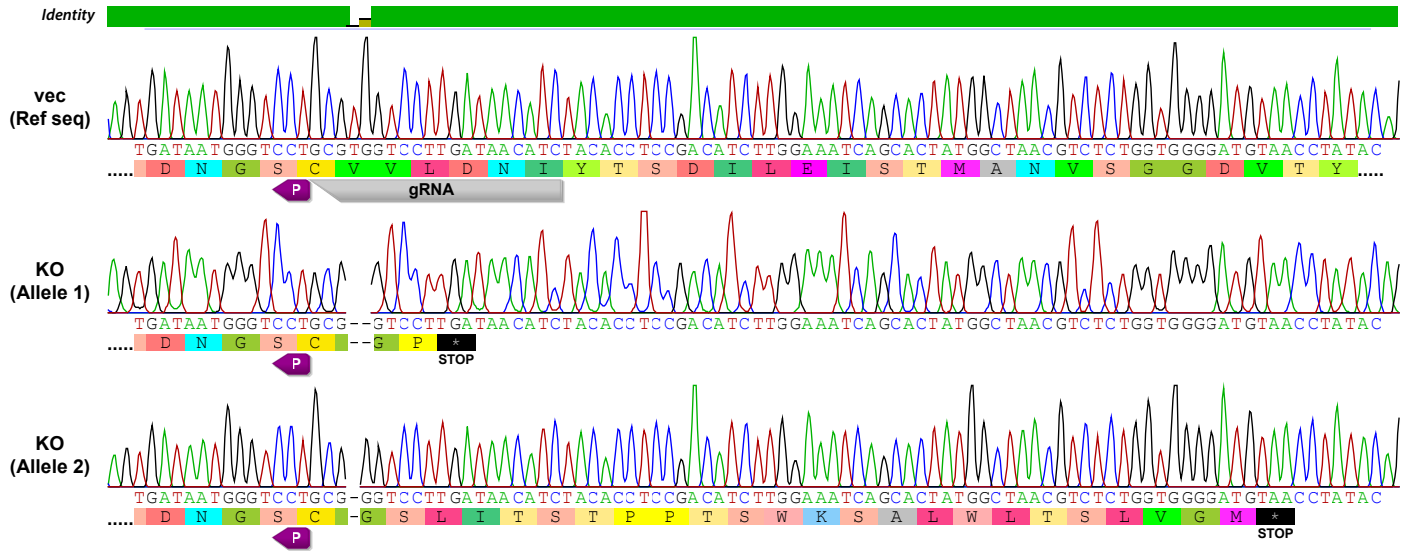 Identity
vec
(Ref seq)
TGATAATGGGTCCTGCGTGGTCCTTGATAACATCTACACCTCCGACATCTTGGAAATCAGCACTATGGCTAACGTCTCTGGTGGGGATGTAACCTATAC
..... D N G S C V V L D N I Y T S D I L E I S T M A N V S G G D V T Y .....
P
gRNA
KO
(Allele 1)
TGATAATGGGTCCTGCG--GTCCTTGATAACATCTACACCTCCGACATCTTGGAAATCAGCACTATGGCTAACGTCTCTGGTGGGGATGTAACCTATAC
..... D N G S C -- G P *
STOP
P
KO
(Allele 2)
TGATAATGGGTCCTGCG-GGTCCTTGATAACATCTACACCTCCGACATCTTGGAAATCAGCACTATGGCTAACGTCTCTGGTGGGGATGTAACCTATAC
..... D N G S C - G S L I T S T P P T S W K S A L W L T S L V G M *
STOP
P